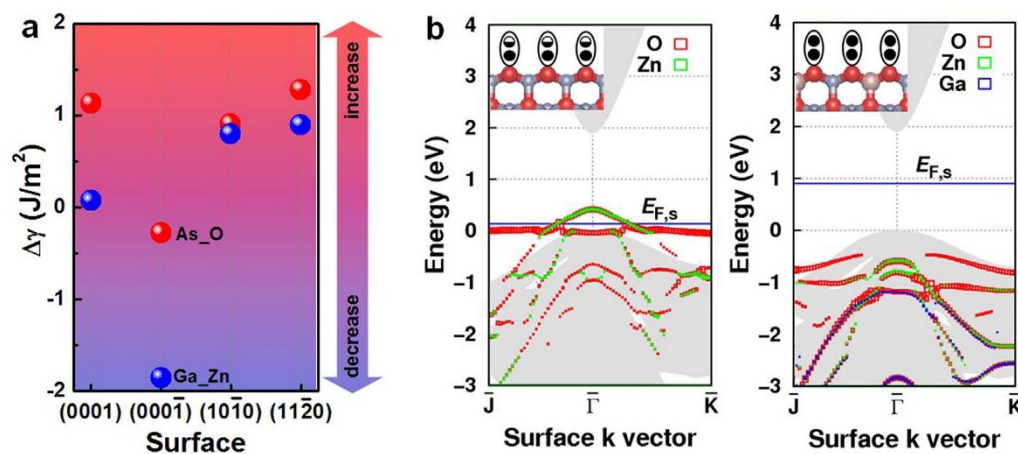 a
Δγ (J/m²)
2
1
0
-1
-2
As_O
Ga_Zn
increase
decrease
(0001) (0001̄) (101̄0) (112̄0)
Surface
b
Energy (eV)
4
3
2
1
0
−1
−2
−3
O
Zn
E_F,s
J̄ Γ̄ K̄
Surface k vector
Energy (eV)
4
3
2
1
0
−1
−2
−3
O
Zn
Ga
E_F,s
J̄ Γ̄ K̄
Surface k vector